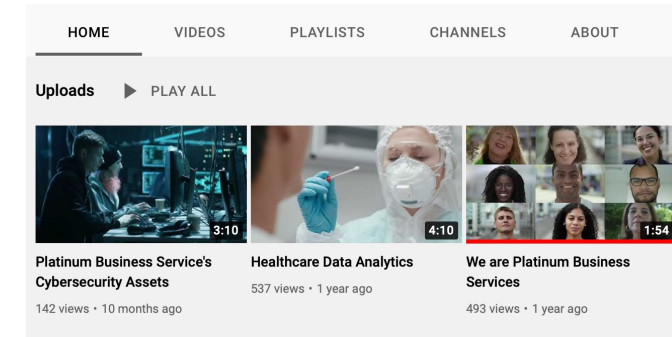 HOME VIDEOS PLAYLISTS CHANNELS ABOUT
Uploads PLAY ALL
3:10 4:10 1:54
Platinum Business Service's Healthcare Data Analytics We are Platinum Business
Cybersecurity Assets Services
537 views • 1 year ago
142 views • 10 months ago 493 views • 1 year ago